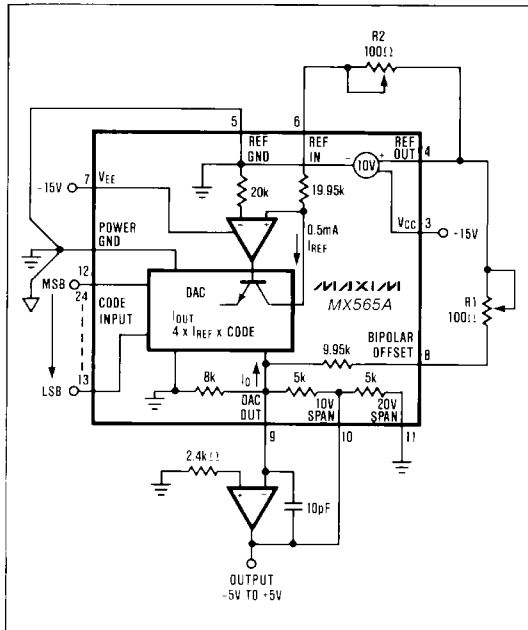 R2
100Ω
5
6
REF
GND
REF
IN
REF
OUT
4
-
+
10V
-15V
7
VEE
20k
19.95k
VCC
3
+15V
-
+
POWER
GND
0.5mA
IREF
MSB
12
24
DAC
MAXIM
MX565A
R1
100Ω
CODE
INPUT
IOUT
4 x IREF x CODE
BIPOLAR
OFFSET
8
9.95k
LSB
13
8k
IO
5k
5k
DAC
OUT
10V
SPAN
20V
SPAN
9
10
11
2.4kΩ
+
-
10pF
OUTPUT
-5V TO +5V